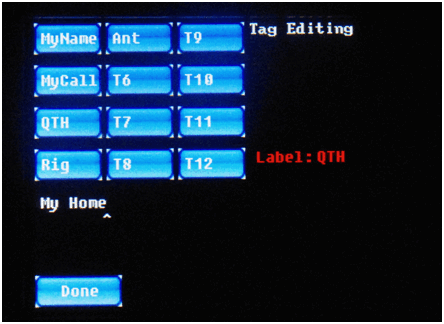 MyName Ant T9 Tag Editing
MyCall T6 T10
QTH T7 T11
Rig T8 T12 Label: QTH
My Home
^
Done